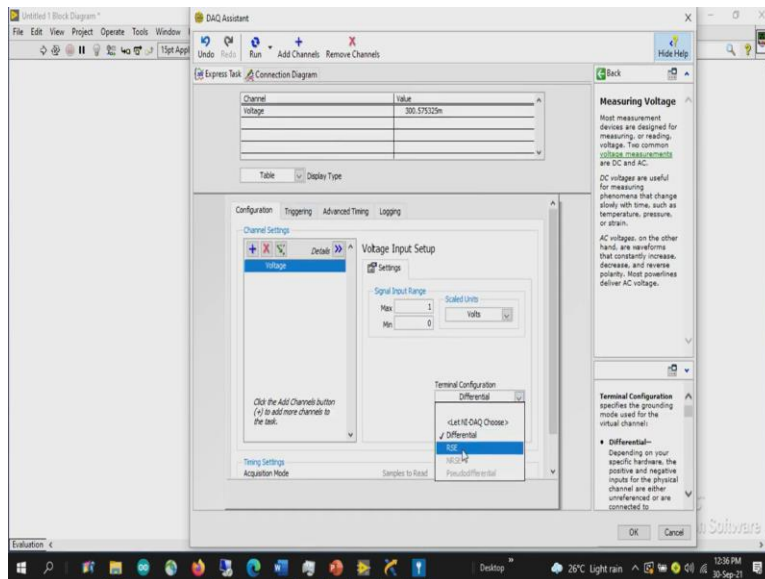 Untitled 1 Block Diagram *
File Edit View Project Operate Tools Window
15pt Appl
DAQ Assistant
Undo Redo Run Add Channels Remove Channels
Hide Help
Express Task Connection Diagram
Channel Value
Voltage 300.575325m
Table Display Type
Configuration Triggering Advanced Timing Logging
Channel Settings
Details
Voltage
Click the Add Channels button
(+) to add more channels to
the task.
Voltage Input Setup
Settings
Signal Input Range
Max 1
Min 0
Scaled Units
Volts
Terminal Configuration
Differential
<Let NI-DAQ Choose>
Differential
RSE
NRSE
Pseudodifferential
Timing Settings
Acquisition Mode Samples to Read
Back
Measuring Voltage
Most measurement
devices are designed for
measuring, or reading,
voltage. Two common
voltage measurements
are DC and AC.
DC voltages are useful
for measuring
phenomena that change
slowly with time, such as
temperature, pressure,
or strain.
AC voltages, on the other
hand, are waveforms
that constantly increase,
decrease, and reverse
polarity. Most powerlines
deliver AC voltage.
Terminal Configuration
specifies the grounding
mode used for the
virtual channel:
Differential—
Depending on your
specific hardware, the
positive and negative
inputs for the physical
channel are either
unreferenced or are
connected to
OK Cancel
Software
Evaluation
Desktop
26°C Light rain
12:36 PM
30-Sep-21